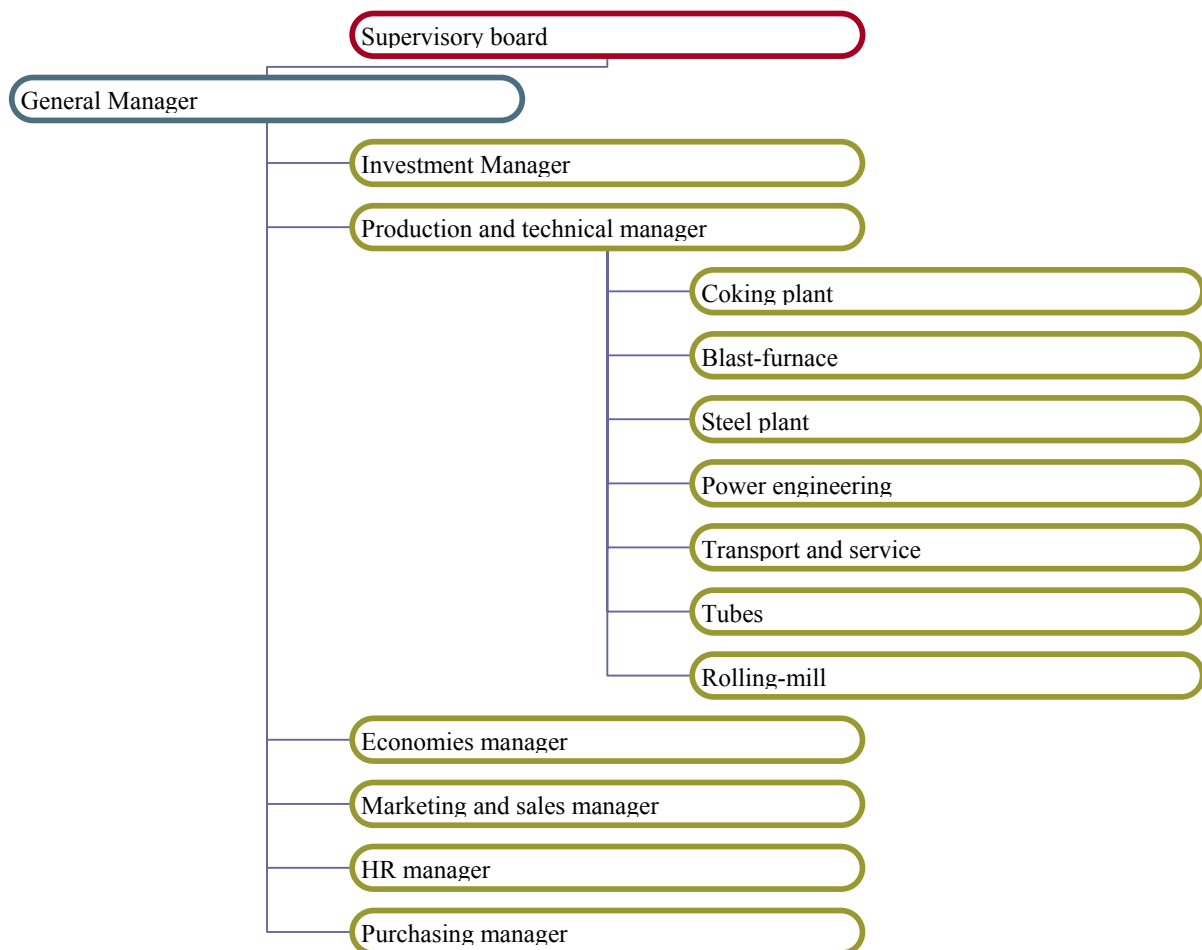 Supervisory board
General Manager
Investment Manager
Production and technical manager
Coking plant
Blast-furnace
Steel plant
Power engineering
Transport and service
Tubes
Rolling-mill
Economies manager
Marketing and sales manager
HR manager
Purchasing manager